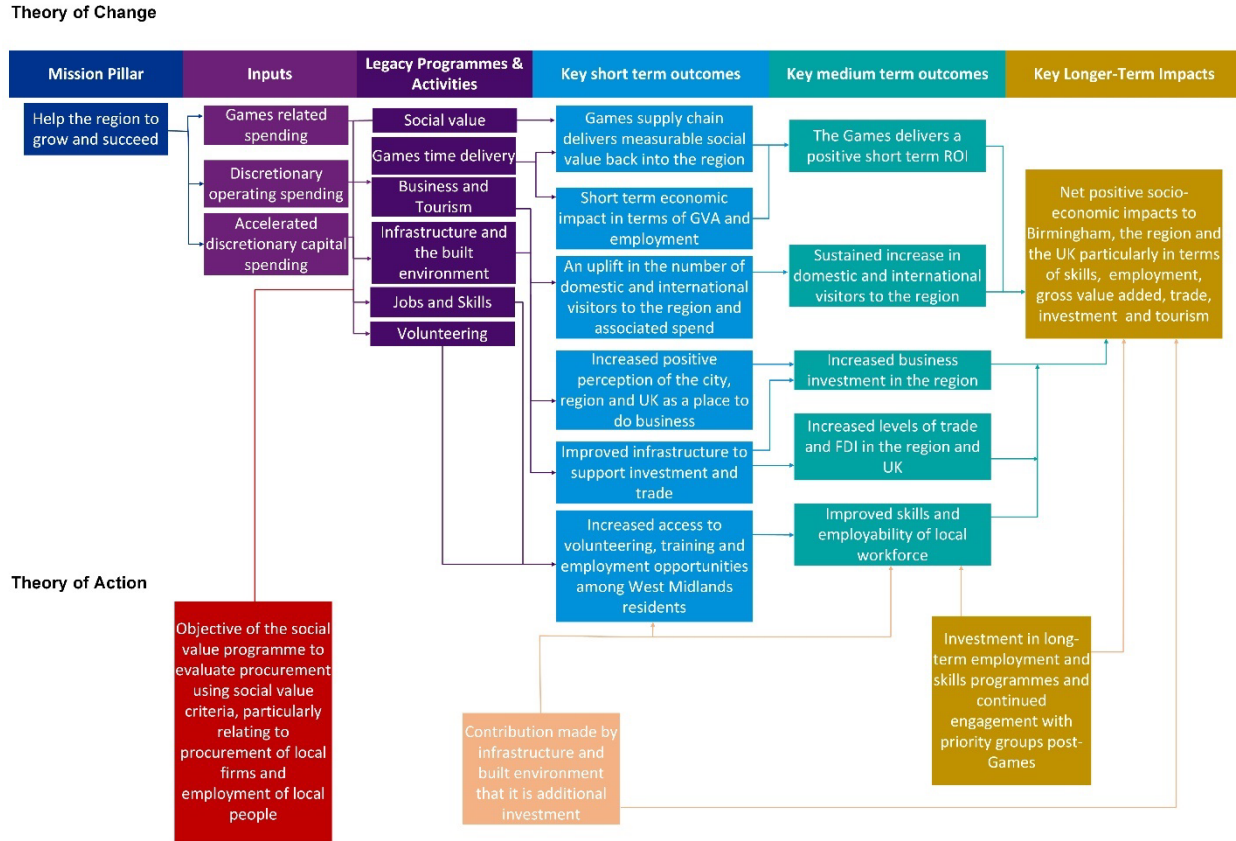 Theory of Change
Mission Pillar
Inputs
Legacy Programmes &
Activities
Key short term outcomes
Key medium term outcomes
Key Longer-Term Impacts
Help the region to
grow and succeed
Games related
spending
Discretionary
operating spending
Accelerated
discretionary capital
spending
Social value
Games time delivery
Business and
Tourism
Infrastructure and
the built
environment
Jobs and Skills
Volunteering
Games supply chain
delivers measurable social
value back into the region
Short term economic
impact in terms of GVA and
employment
An uplift in the number of
domestic and international
visitors to the region and
associated spend
Increased positive
perception of the city,
region and UK as a place to
do business
Improved infrastructure to
support investment and
trade
Increased access to
volunteering, training and
employment opportunities
among West Midlands
residents
The Games delivers a
positive short term ROI
Sustained increase in
domestic and international
visitors to the region
Increased business
investment in the region
Increased levels of trade
and FDI in the region and
UK
Improved skills and
employability of local
workforce
Net positive socio-
economic impacts to
Birmingham, the region and
the UK particularly in terms
of skills, employment,
gross value added, trade,
investment and tourism
Theory of Action
Objective of the social
value programme to
evaluate procurement
using social value
criteria, particularly
relating to
procurement of local
firms and
employment of local
people
Contribution made by
infrastructure and
built environment
that it is additional
investment
Investment in long-
term employment and
skills programmes and
continued
engagement with
priority groups post-
Games